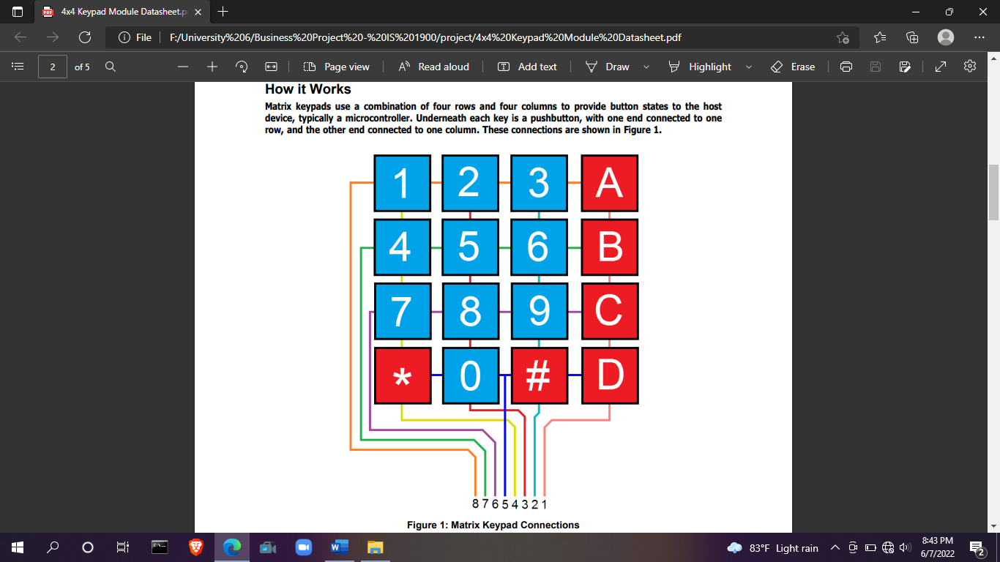 4x4 Keypad Module Datasheet.p
File F:/University%206/Business%20Project%20-%20IS%201900/project/4x4%20Keypad%20Module%20Datasheet.pdf
2 of 5 Page view Read aloud Add text Draw Highlight Erase
How it Works
Matrix keypads use a combination of four rows and four columns to provide button states to the host
device, typically a microcontroller. Underneath each key is a pushbutton, with one end connected to one
row, and the other end connected to one column. These connections are shown in Figure 1.
1 2 3 A
4 5 6 B
7 8 9 C
* 0 # D
8 7 6 5 4 3 2 1
Figure 1: Matrix Keypad Connections
83°F Light rain
8:43 PM
6/7/2022
2